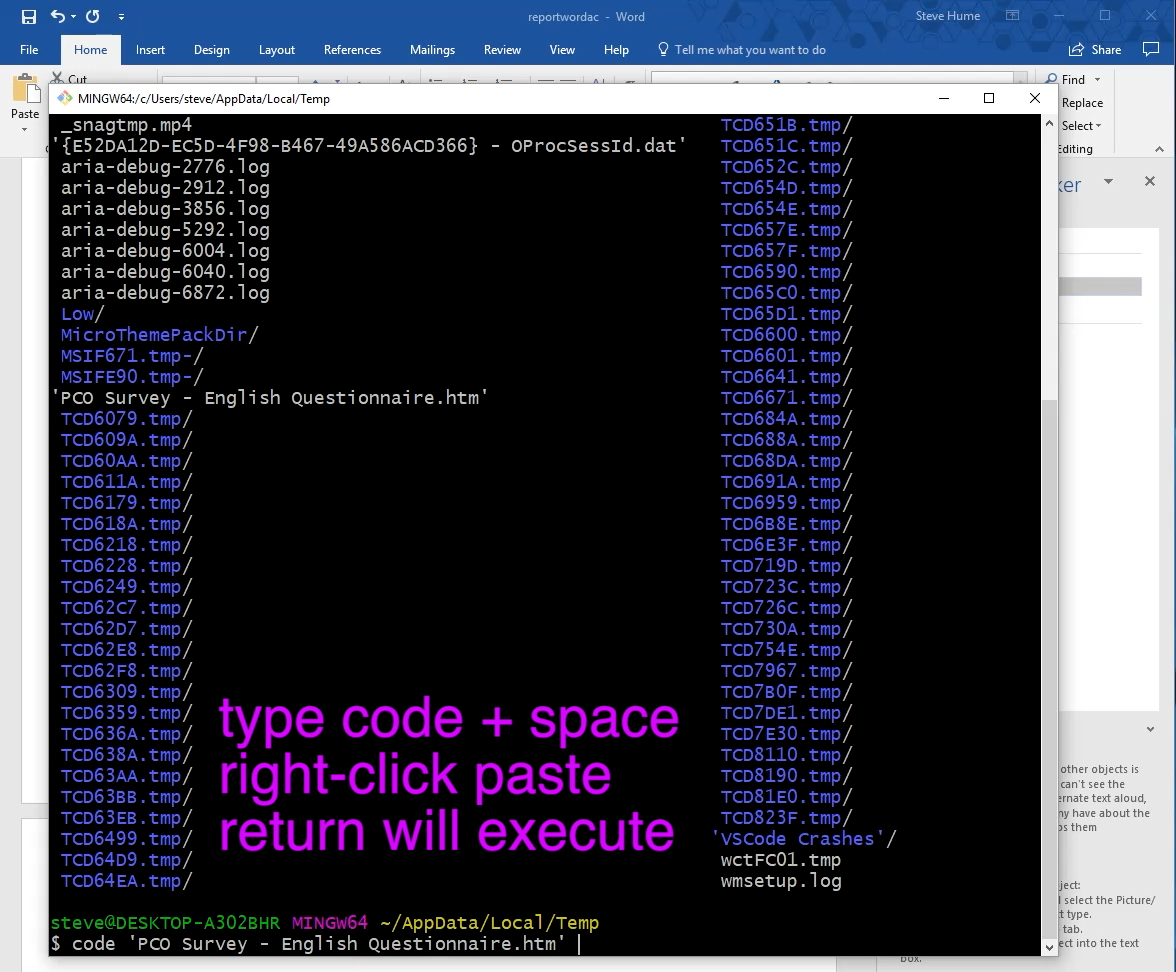 reportwordac - Word
Steve Hume
File
Home
Insert
Design
Layout
References
Mailings
Review
View
Help
Tell me what you want to do
Share
Cut
Paste
Find
Replace
Select
Editing
MINGW64:/c/Users/steve/AppData/Local/Temp
_snagtmp.mp4
'{E52DA12D-EC5D-4F98-B467-49A586ACD366} - OProcSessId.dat'
aria-debug-2776.log
aria-debug-2912.log
aria-debug-3856.log
aria-debug-5292.log
aria-debug-6004.log
aria-debug-6040.log
aria-debug-6872.log
Low/
MicroThemePackDir/
MSIF671.tmp-/
MSIFE90.tmp-/
'PCO Survey - English Questionnaire.htm'
TCD6079.tmp/
TCD609A.tmp/
TCD60AA.tmp/
TCD611A.tmp/
TCD6179.tmp/
TCD618A.tmp/
TCD6218.tmp/
TCD6228.tmp/
TCD6249.tmp/
TCD62C7.tmp/
TCD62D7.tmp/
TCD62E8.tmp/
TCD62F8.tmp/
TCD6309.tmp/
TCD6359.tmp/
TCD636A.tmp/
TCD638A.tmp/
TCD63AA.tmp/
TCD63BB.tmp/
TCD63EB.tmp/
TCD6499.tmp/
TCD64D9.tmp/
TCD64EA.tmp/
TCD651B.tmp/
TCD651C.tmp/
TCD652C.tmp/
TCD654D.tmp/
TCD654E.tmp/
TCD657E.tmp/
TCD657F.tmp/
TCD6590.tmp/
TCD65C0.tmp/
TCD65D1.tmp/
TCD6600.tmp/
TCD6601.tmp/
TCD6641.tmp/
TCD6671.tmp/
TCD684A.tmp/
TCD688A.tmp/
TCD68DA.tmp/
TCD691A.tmp/
TCD6959.tmp/
TCD6B8E.tmp/
TCD6E3F.tmp/
TCD719D.tmp/
TCD723C.tmp/
TCD726C.tmp/
TCD730A.tmp/
TCD754E.tmp/
TCD7967.tmp/
TCD7B0F.tmp/
TCD7DE1.tmp/
TCD7E30.tmp/
TCD8110.tmp/
TCD8190.tmp/
TCD81E0.tmp/
TCD823F.tmp/
'VSCode Crashes'/
wctFC01.tmp
wmsetup.log
type code + space
right-click paste
return will execute
steve@DESKTOP-A302BHR MINGW64 ~/AppData/Local/Temp
$ code 'PCO Survey - English Questionnaire.htm'
ker
other objects is
can't see the
ernate text aloud,
ny have about the
os them
ject:
select the Picture/
t type.
tab.
ect into the text
box.